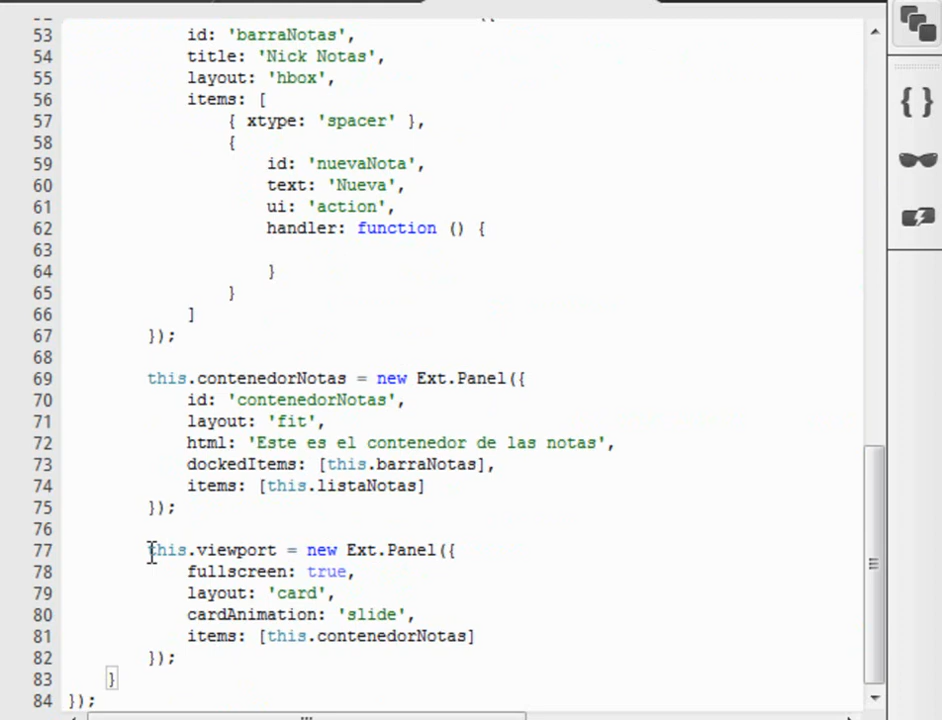 53 id: 'barraNotas',
54 title: 'Nick Notas',
55 layout: 'hbox',
56 items: [
57 { xtype: 'spacer' },
58 {
59 id: 'nuevaNota',
60 text: 'Nueva',
61 ui: 'action',
62 handler: function () {
63
64 }
65 }
66 ]
67 });
68
69 this.contenedorNotas = new Ext.Panel({
70 id: 'contenedorNotas',
71 layout: 'fit',
72 html: 'Este es el contenedor de las notas',
73 dockedItems: [this.barraNotas],
74 items: [this.listaNotas]
75 });
76
77 this.viewport = new Ext.Panel({
78 fullscreen: true,
79 layout: 'card',
80 cardAnimation: 'slide',
81 items: [this.contenedorNotas]
82 });
83 }
84 });